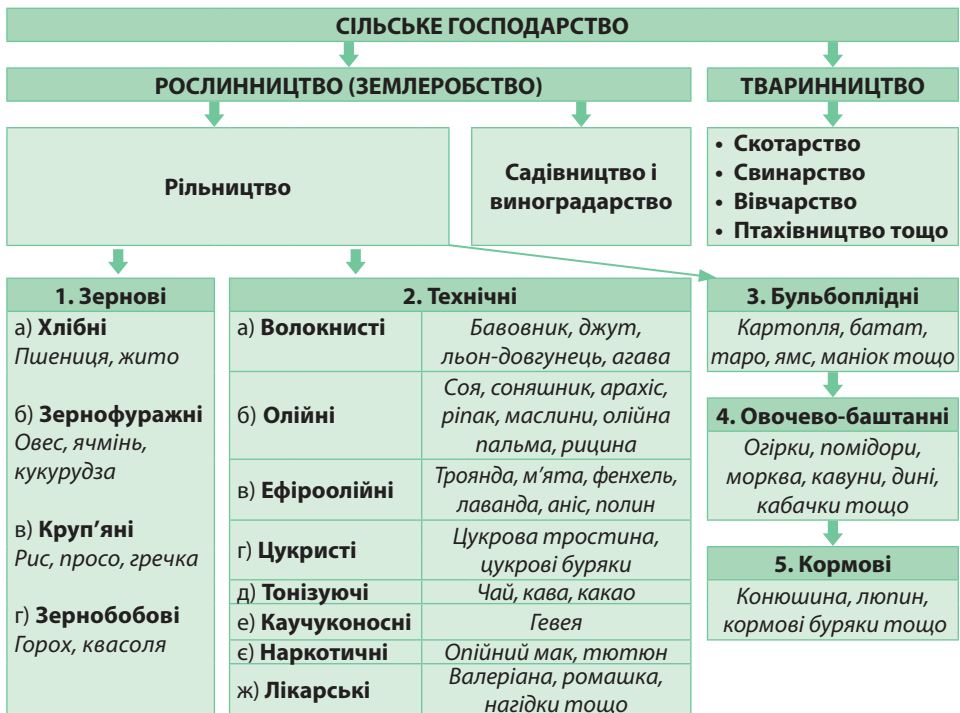 СІЛЬСЬКЕ ГОСПОДАРСТВО
РОСЛИННИЦТВО (ЗЕМЛЕРОБСТВО)
ТВАРИННИЦТВО
Рільництво
Садівництво і
виноградарство
• Скотарство
• Свинарство
• Вівчарство
• Птахівництво тощо
1. Зернові
а) Хлібні
Пшениця, жито
б) Зернофуражні
Овес, ячмінь,
кукурудза
в) Круп’яні
Рис, просо, гречка
г) Зернобобові
Горох, квасоля
2. Технічні
а) Волокнисті
Бавовник, джут,
льон-довгунець, агава
б) Олійні
Соя, соняшник, арахіс,
ріпак, маслини, олійна
пальма, рицина
в) Ефіроолійні
Троянда, м’ята, фенхель,
лаванда, аніс, полин
г) Цукристі
Цукрова тростина,
цукрові буряки
д) Тонізуючі
Чай, кава, какао
е) Каучуконосні
Гевея
є) Наркотичні
Опійний мак, тютюн
ж) Лікарські
Валеріана, ромашка,
нагідки тощо
3. Бульбоплідні
Картопля, батат,
таро, ямс, маніок тощо
4. Овочево-баштанні
Огірки, помідори,
морква, кавуни, дині,
кабачки тощо
5. Кормові
Конюшина, люпин,
кормові буряки тощо